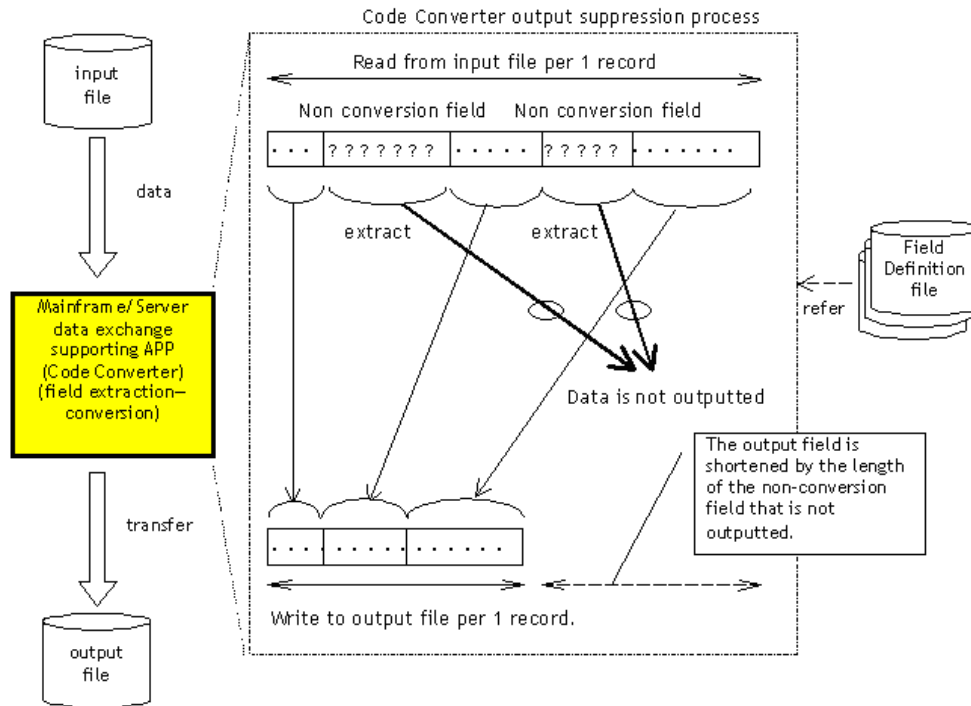 Code Converter output suppression process
input
file
Read from input file per 1 record
Non conversion field
Non conversion field
. . .
? ? ? ? ? ? ?
. . . . .
? ? ? ? ?
. . . . . . .
data
extract
extract
Field
Definition
file
refer
Mainframe/Server
data exchange
supporting APP
(Code Converter)
(field extraction–
conversion)
Data is not outputted
The output field is
shortened by the length
of the non-conversion
field that is not
outputted.
transfer
. . . .
. . . . .
. . . . . .
Write to output file per 1 record.
output
file